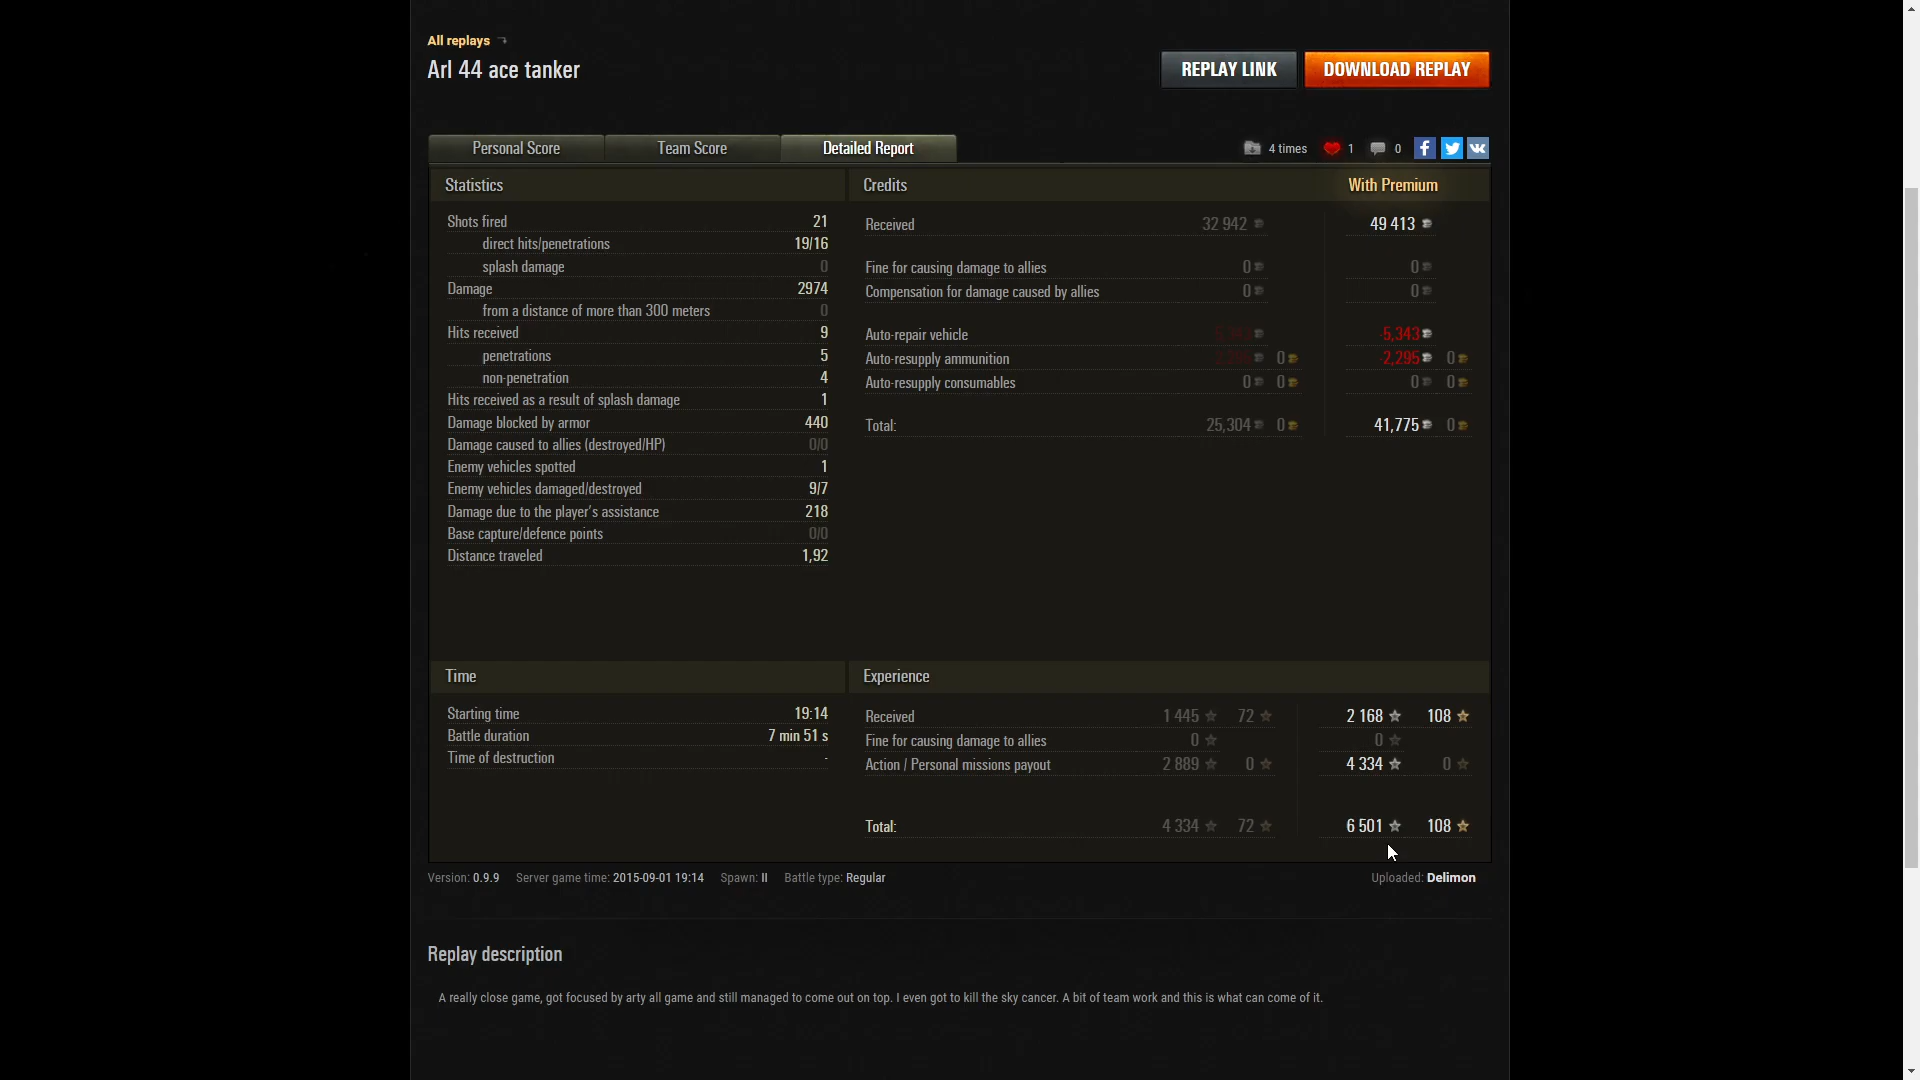 All replays
Arl 44 ace tanker
REPLAY LINK
DOWNLOAD REPLAY
Personal Score
Team Score
Detailed Report
4 times
1
0
Statistics
Shots fired 21
direct hits/penetrations 19/16
splash damage 0
Damage 2974
from a distance of more than 300 meters 0
Hits received 9
penetrations 5
non-penetration 4
Hits received as a result of splash damage 1
Damage blocked by armor 440
Damage caused to allies (destroyed/HP) 0/0
Enemy vehicles spotted 1
Enemy vehicles damaged/destroyed 9/7
Damage due to the player's assistance 218
Base capture/defence points 0/0
Distance traveled 1,92
Credits With Premium
Received 32 942 49 413
Fine for causing damage to allies 0 0
Compensation for damage caused by allies 0 0
Auto-repair vehicle -5,343
Auto-resupply ammunition 0 -2,295 0
Auto-resupply consumables 0 0 0 0
Total: 25,304 0 41,775 0
Time
Starting time 19:14
Battle duration 7 min 51 s
Time of destruction -
Experience
Received 1 445 72 2 168 108
Fine for causing damage to allies 0 0
Action / Personal missions payout 2 889 0 4 334 0
Total: 4 334 72 6 501 108
Version: 0.9.9 Server game time: 2015-09-01 19:14 Spawn: II Battle type: Regular Uploaded: Delimon
Replay description
A really close game, got focused by arty all game and still managed to come out on top. I even got to kill the sky cancer. A bit of team work and this is what can come of it.